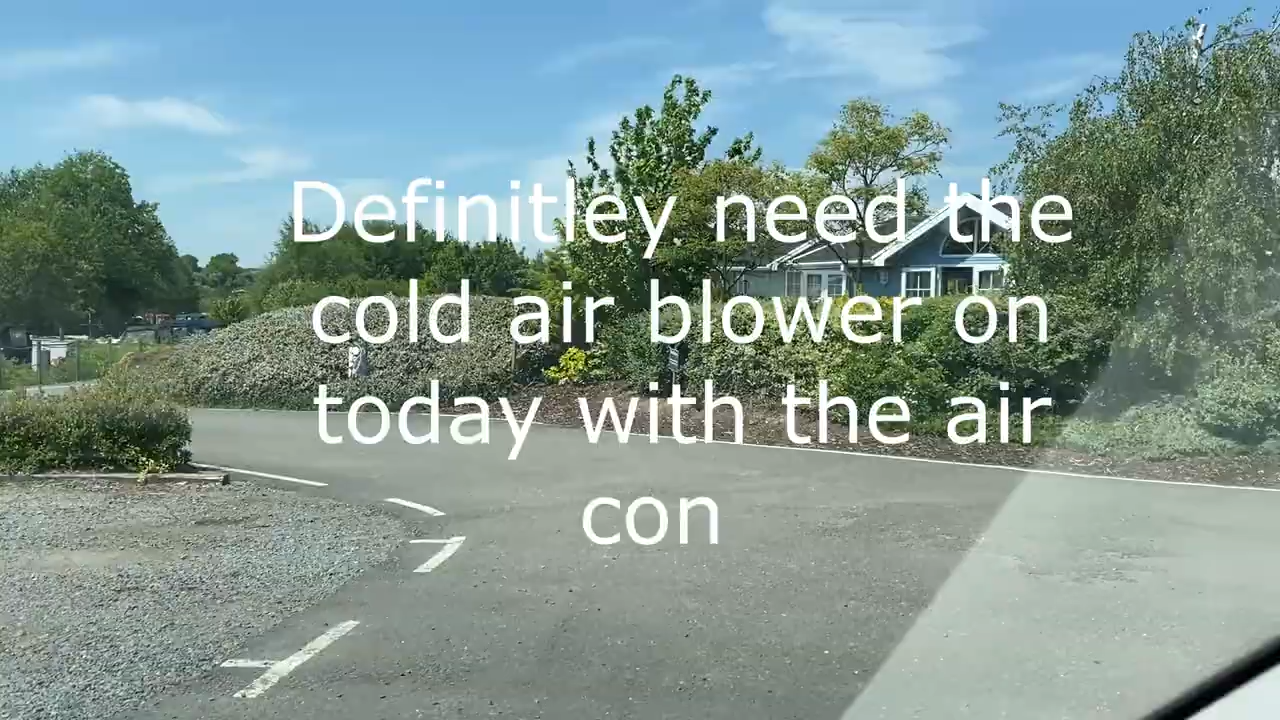 Definitley need the
cold air blower on
today with the air
con